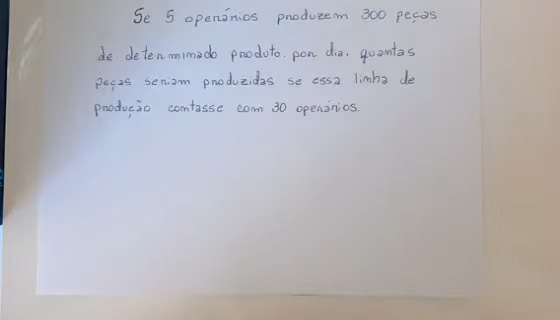 Se 5 operários produzem 300 peças
de determinado produto. por dia. quantas
peças seriam produzidas se essa linha de
produção contasse com 30 operários.